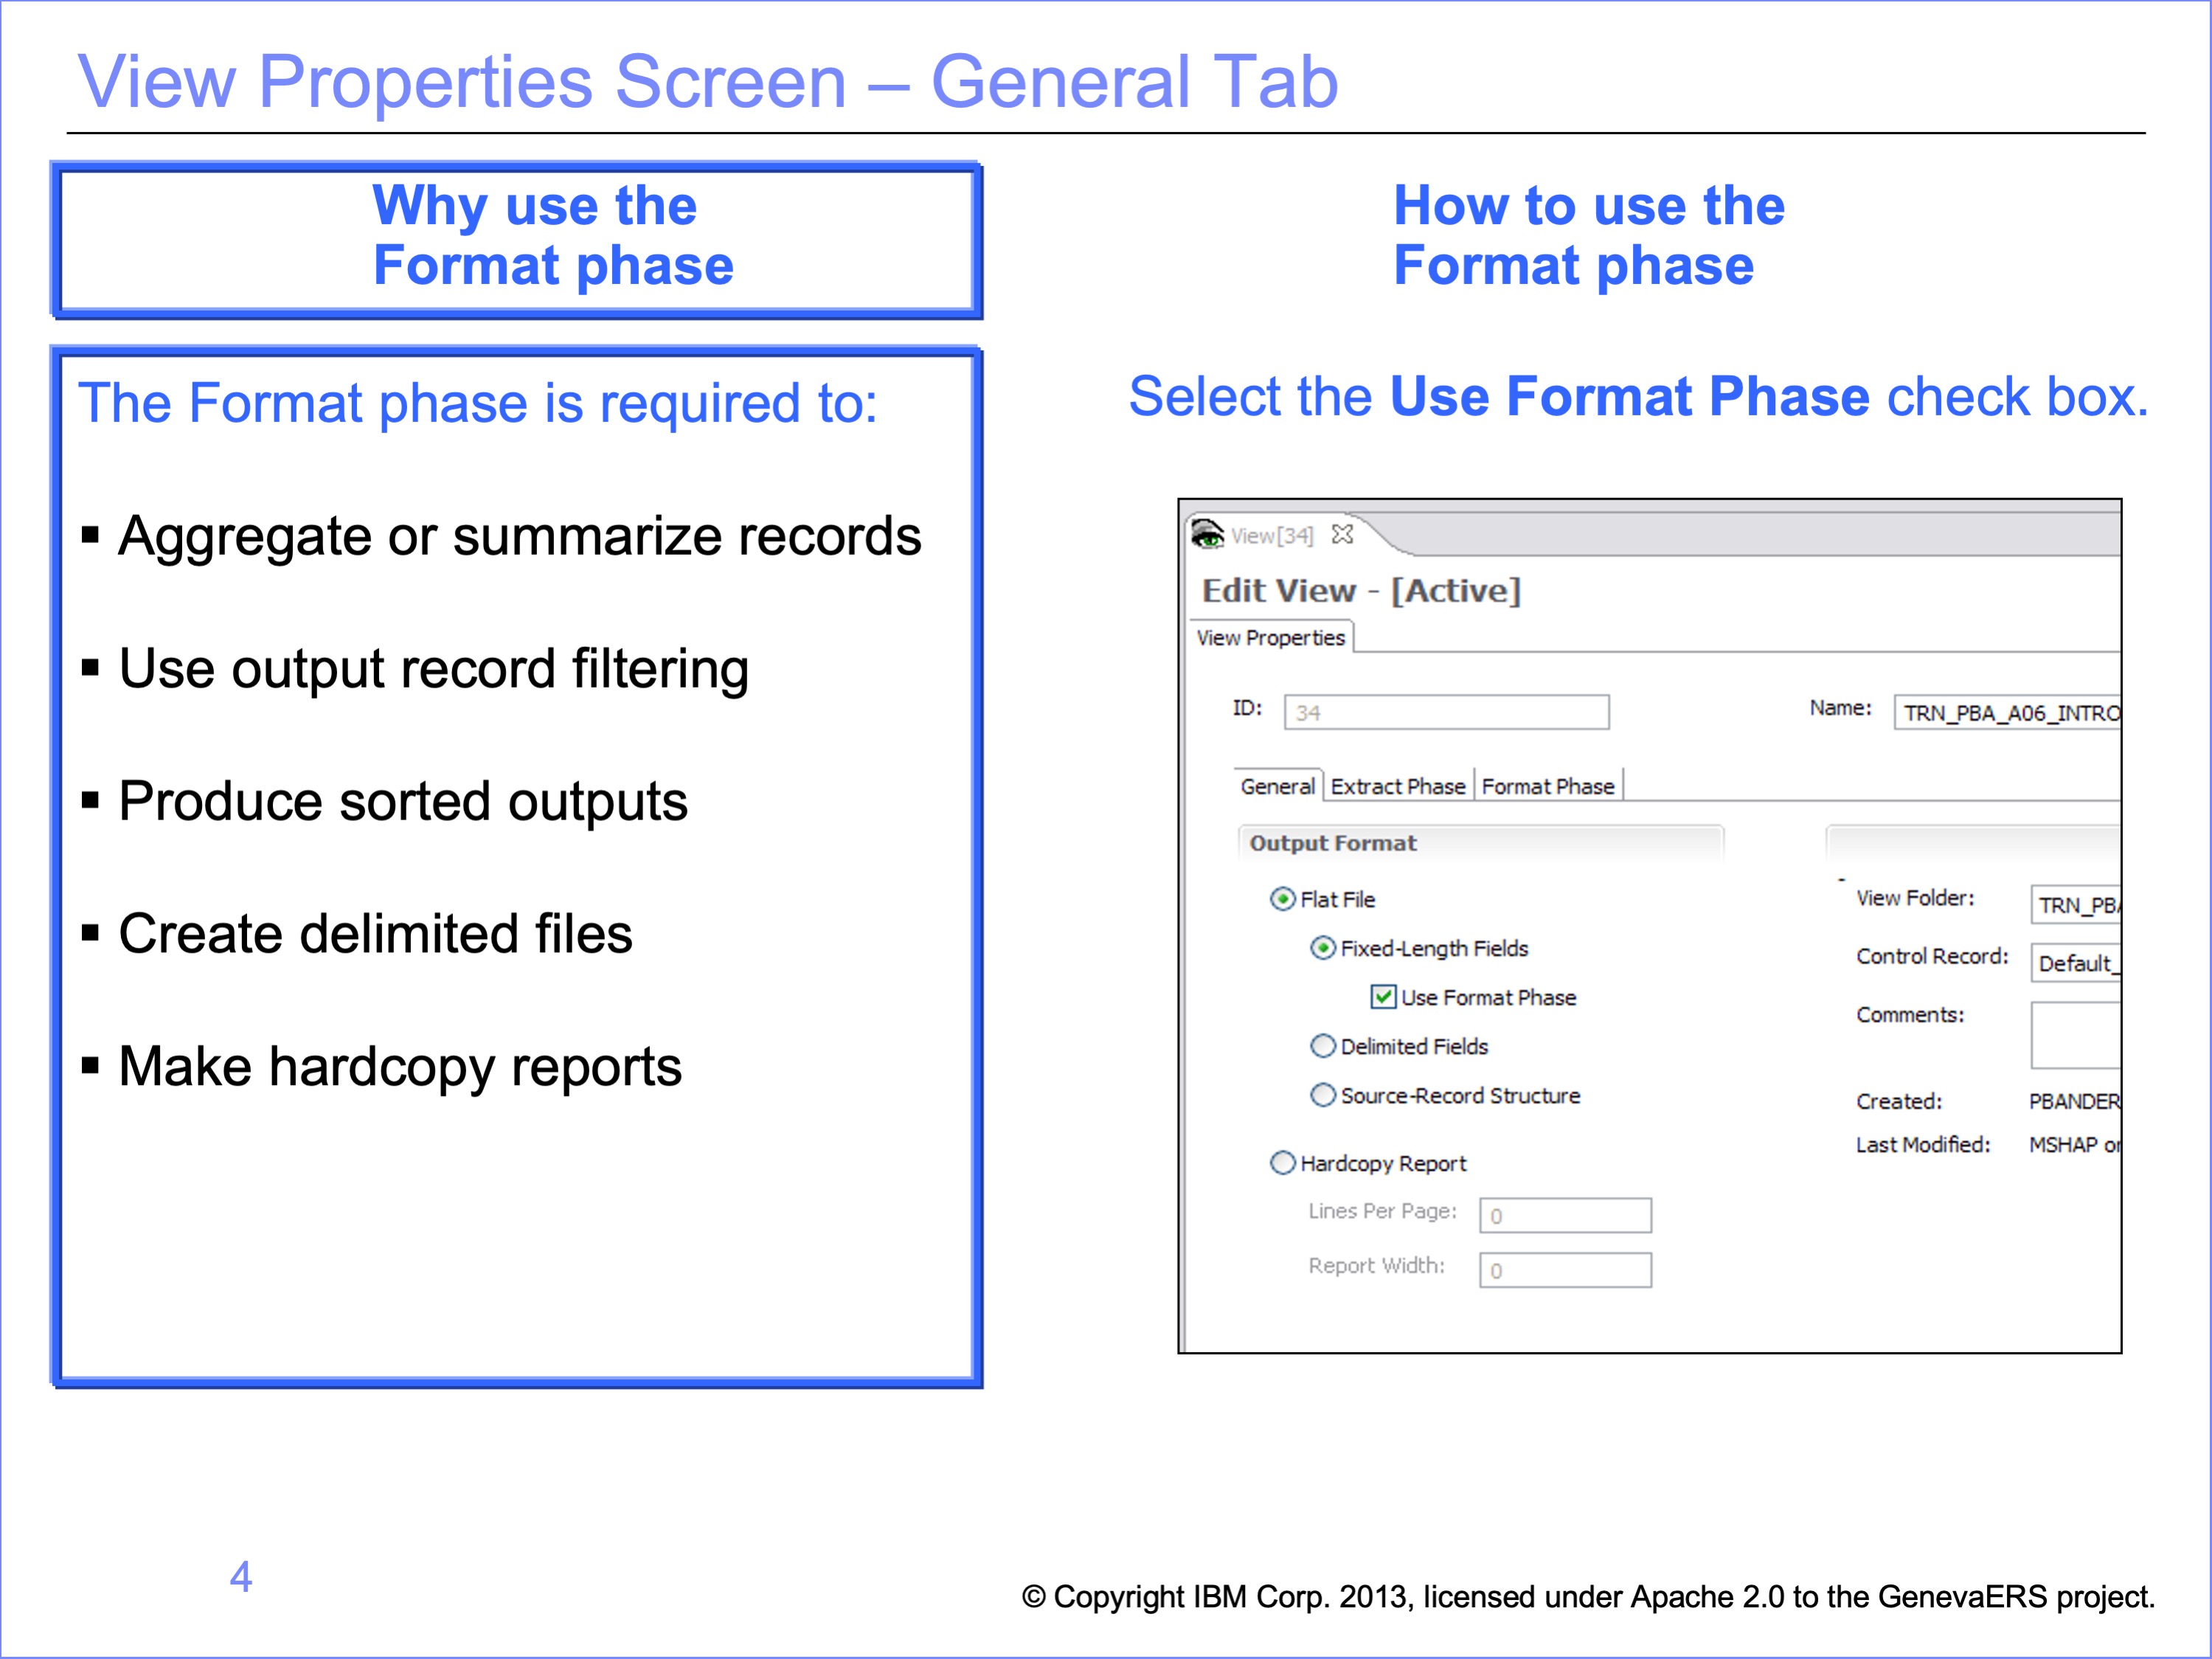 View Properties Screen – General Tab
Why use the
Format phase
The Format phase is required to:
▪ Aggregate or summarize records
▪ Use output record filtering
▪ Produce sorted outputs
▪ Create delimited files
▪ Make hardcopy reports
How to use the
Format phase
Select the Use Format Phase check box.
View[34]
Edit View - [Active]
View Properties
ID: 34 Name: TRN_PBA_A06_INTRO
General Extract Phase Format Phase
Output Format
Flat File
Fixed-Length Fields
Use Format Phase
Delimited Fields
Source-Record Structure
Hardcopy Report
Lines Per Page: 0
Report Width: 0
View Folder: TRN_PBA
Control Record: Default_
Comments:
Created: PBANDER
Last Modified: MSHAP or
4
© Copyright IBM Corp. 2013, licensed under Apache 2.0 to the GenevaERS project.